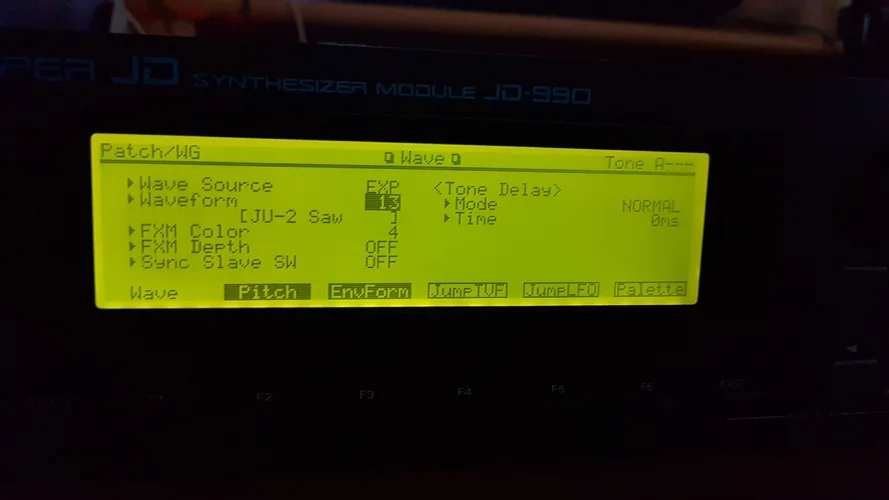 PER JD SYNTHESIZER MODULE JD-990
Patch/WG Wave Tone A---
Wave Source EXP <Tone Delay>
Waveform 13 Mode NORMAL
[JU-2 Saw ] Time 0ms
FXM Color 4
FXM Depth OFF
Sync Slave SW OFF
Wave Pitch EnvForm JumpTVF JumpLFO Palette
F2 F3 F4 F5